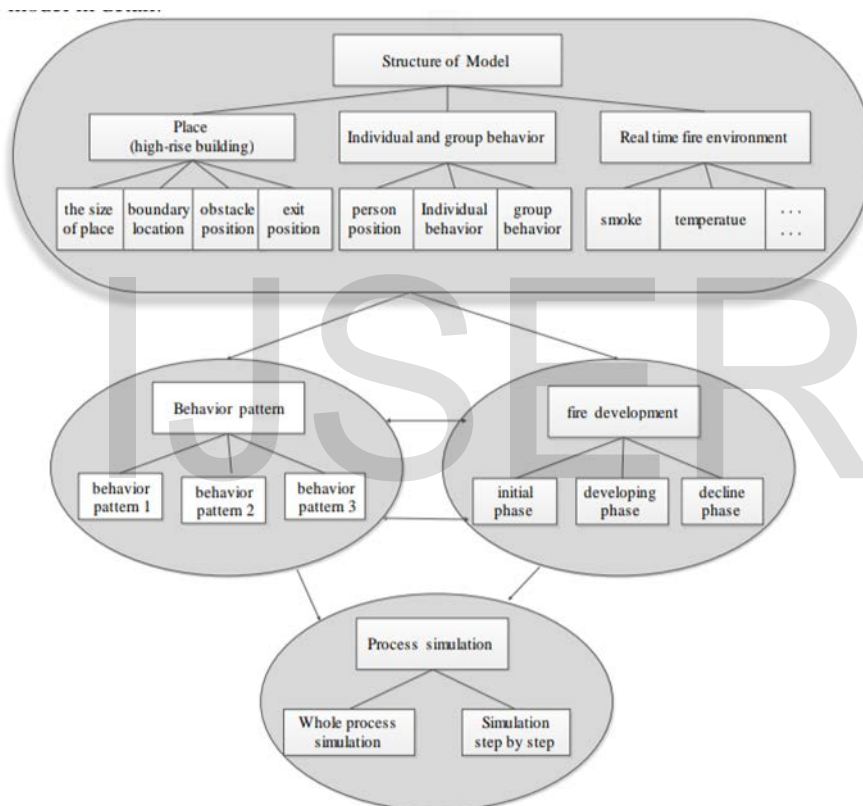 Structure of Model
Place
(high-rise building)
Individual and group behavior
Real time fire environment
the size
of place
boundary
location
obstacle
position
exit
position
person
position
Individual
behavior
group
behavior
smoke
temperatue
. . .
. . .
IJSER
Behavior pattern
fire development
behavior
pattern 1
behavior
pattern 2
behavior
pattern 3
initial
phase
developing
phase
decline
phase
Process simulation
Whole process
simulation
Simulation
step by step